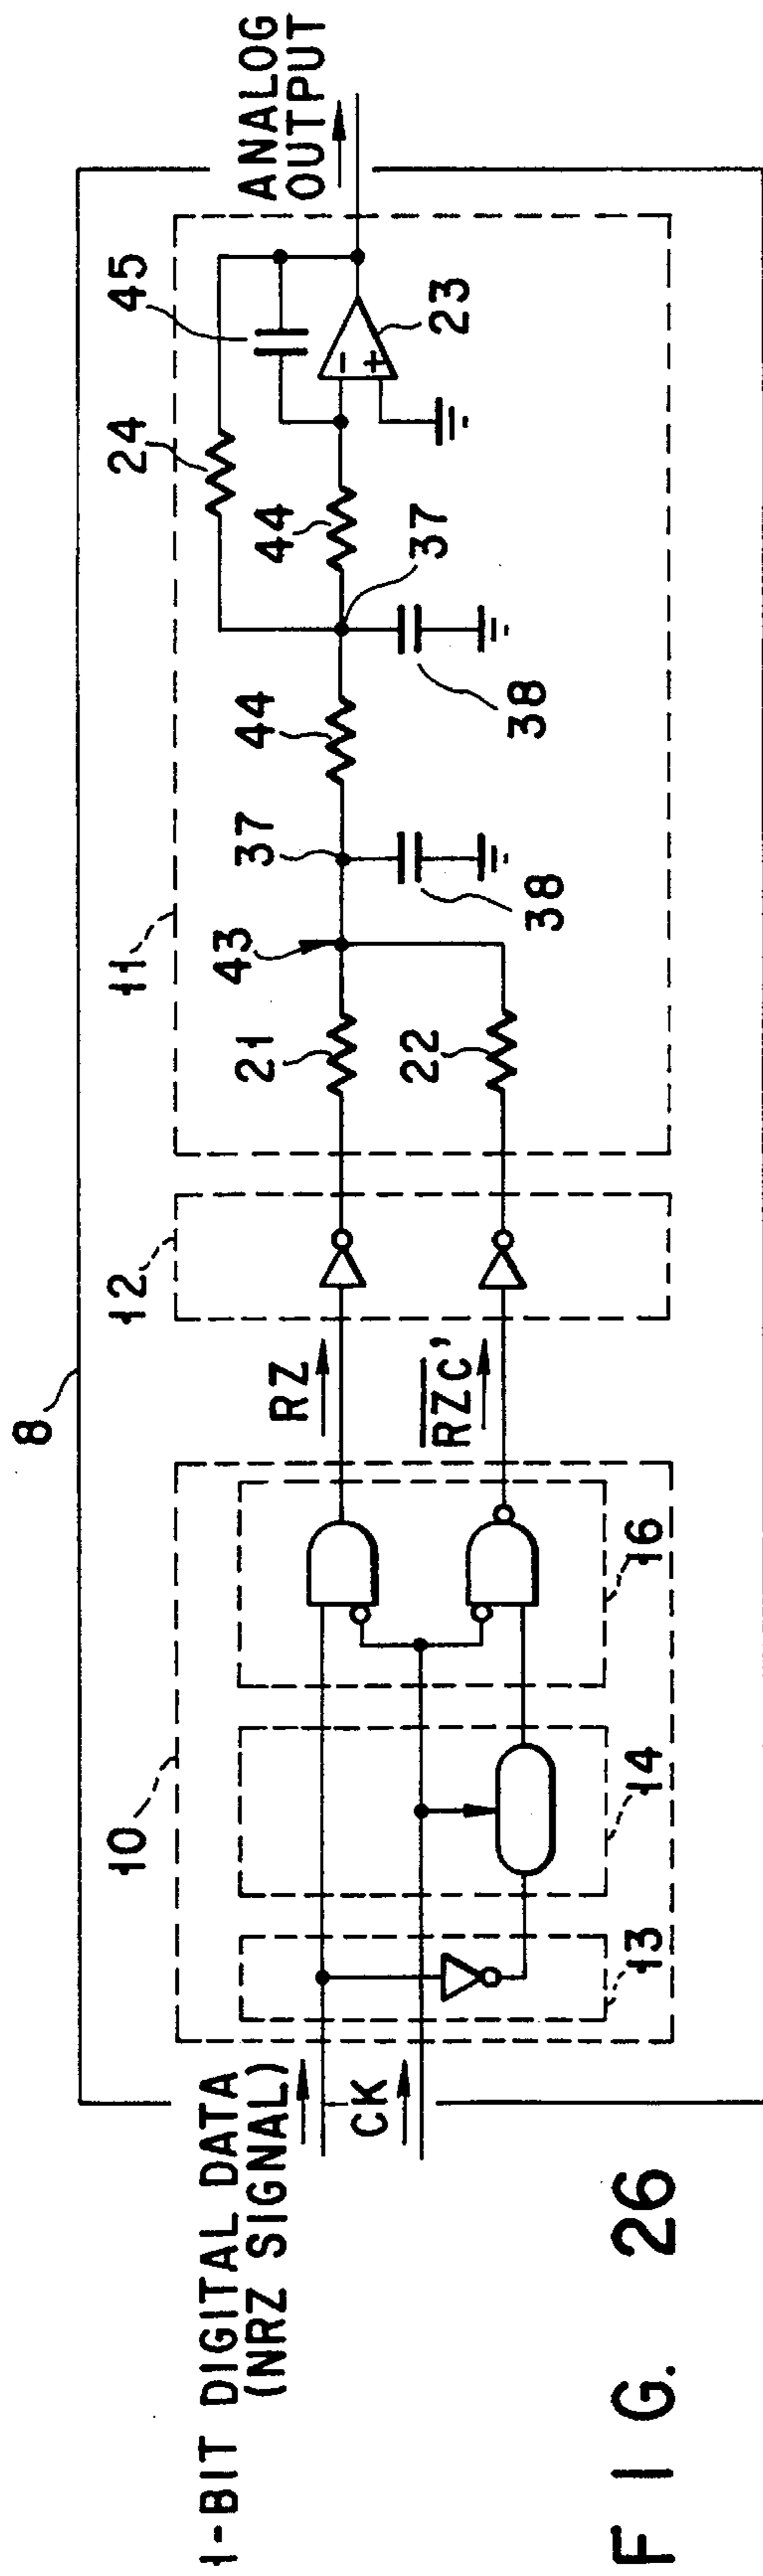 8
10
12
11
1-BIT DIGITAL DATA
(NRZ SIGNAL)
CK
13
14
16
RZ
RZC'
21
22
43
37
38
44
37
38
44
24
45
23
ANALOG
OUTPUT
FIG. 26